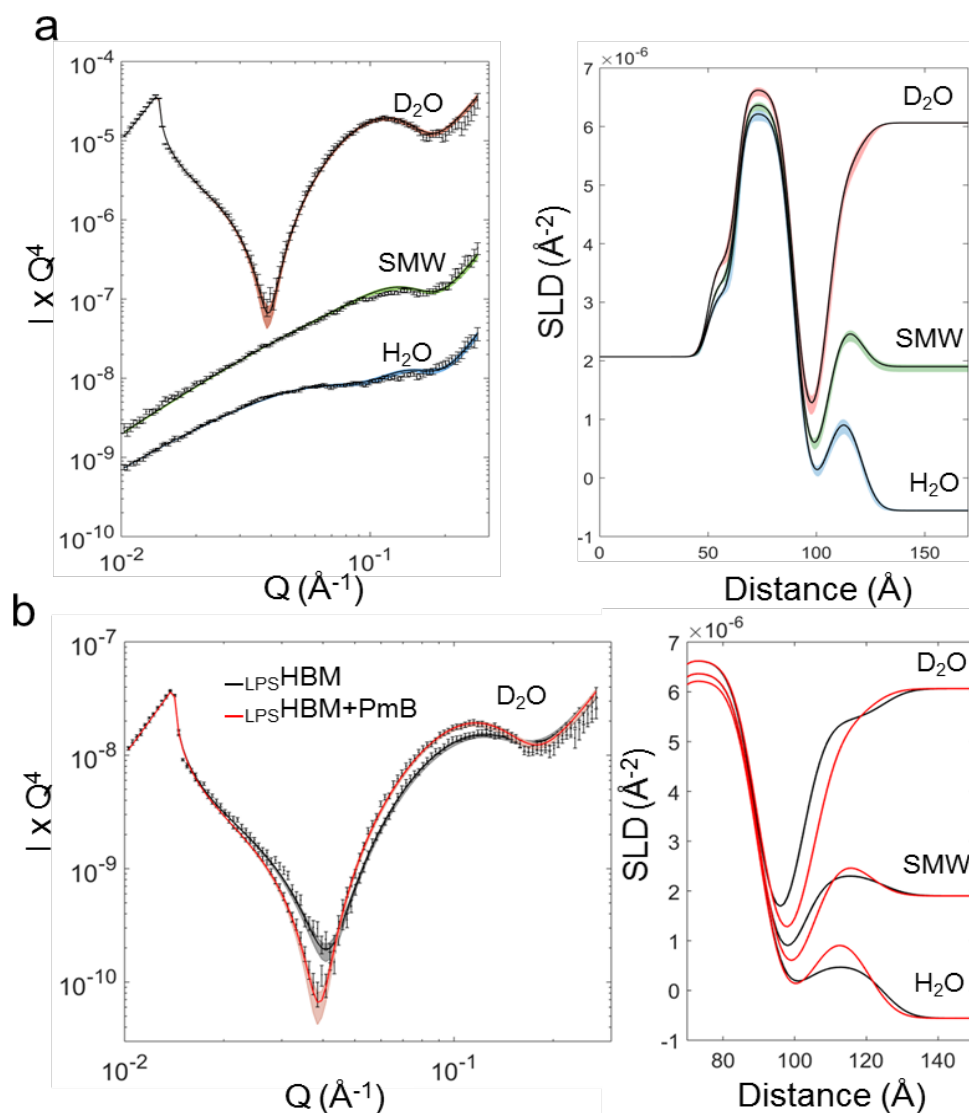 a
10⁻⁴
10⁻⁵
10⁻⁶
10⁻⁷
10⁻⁸
10⁻⁹
10⁻¹⁰
I x Q⁴
D₂O
SMW
H₂O
10⁻² 10⁻¹
Q (Å⁻¹)
×10⁻⁶
7
6
5
4
3
2
1
0
-1
SLD (Å⁻²)
D₂O
SMW
H₂O
0 50 100 150
Distance (Å)
b
10⁻⁷
10⁻⁸
10⁻⁹
10⁻¹⁰
I x Q⁴
LPSHBM
LPSHBM+PmB
D₂O
10⁻² 10⁻¹
Q (Å⁻¹)
×10⁻⁶
7
6
5
4
3
2
1
0
-1
SLD (Å⁻²)
D₂O
SMW
H₂O
80 100 120 140
Distance (Å)